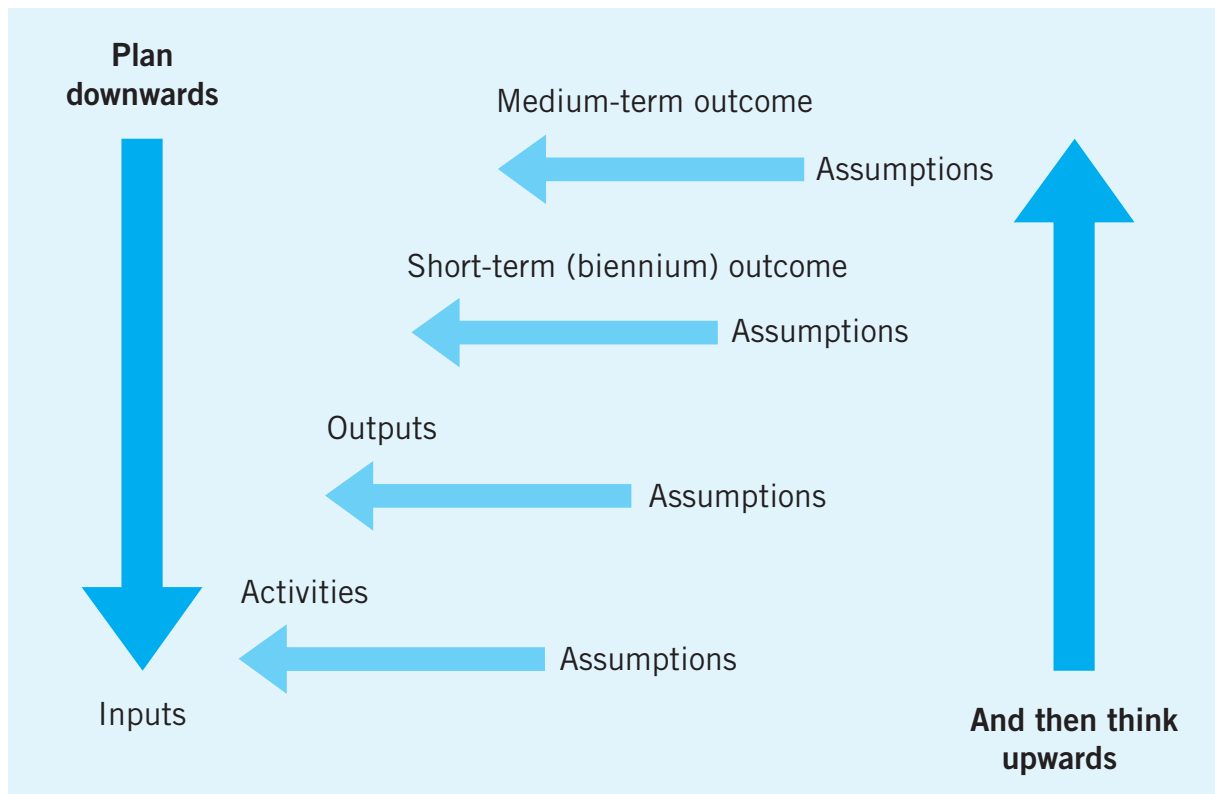 Plan
downwards
Medium-term outcome
Assumptions
Short-term (biennium) outcome
Assumptions
Outputs
Assumptions
Activities
Assumptions
Inputs
And then think
upwards